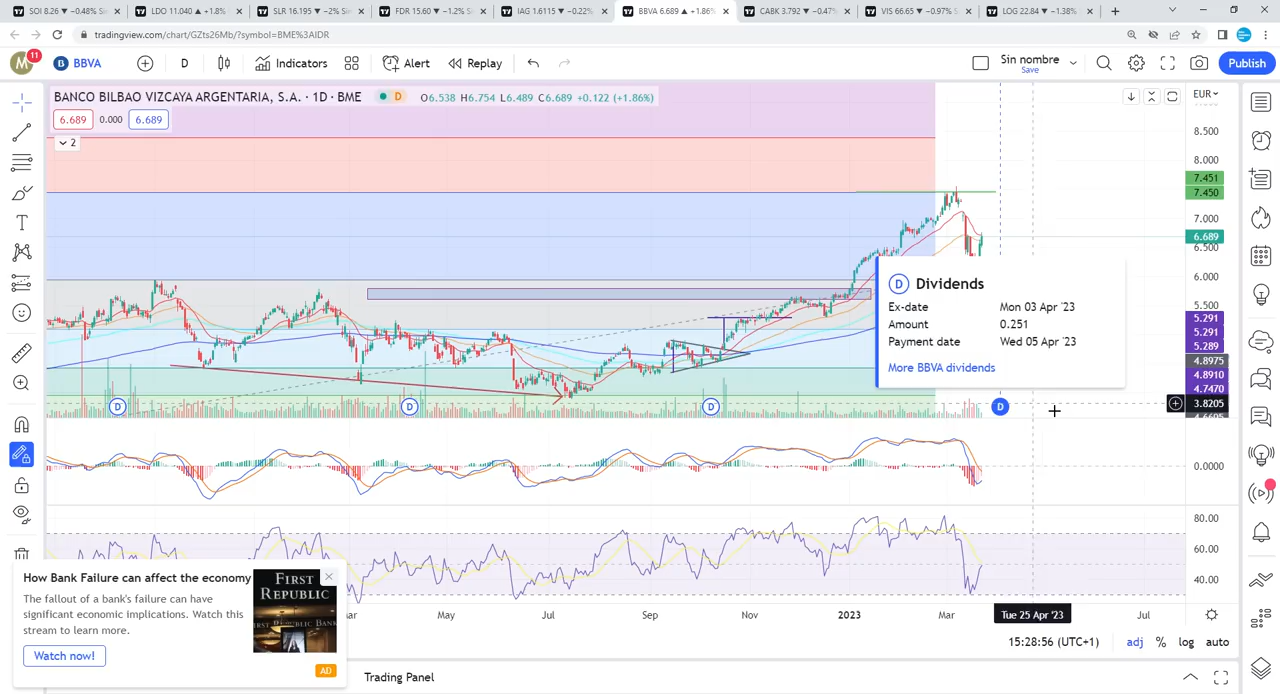 SOI 8.26 ▼ −0.48% Sin
LDO 11.040 ▲ +1.8%
SLR 16.195 ▼ −2% Sin
FDR 15.60 ▼ −1.2% Si
IAG 1.6115 ▼ −0.22%
BBVA 6.689 ▲ +1.86%
CABK 3.792 ▼ −0.47%
VIS 66.65 ▼ −0.97% S
LOG 22.84 ▼ −1.38%
tradingview.com/chart/GZts26Mb/?symbol=BME%3AIDR
M 11 BBVA D Indicators Alert Replay Sin nombre Save Publish
BANCO BILBAO VIZCAYA ARGENTARIA, S.A. · 1D · BME D O6.538 H6.754 L6.489 C6.689 +0.122 (+1.86%)
EUR
6.689 0.000 6.689
2
8.500
8.000
7.451
7.450
7.000
6.689
6.500
6.000
5.500
5.291
5.291
5.289
4.8975
4.8910
4.7470
3.8205
D Dividends
Ex-date Mon 03 Apr '23
Amount 0.251
Payment date Wed 05 Apr '23
More BBVA dividends
D D D D
0.0000
80.00
60.00
40.00
May Jul Sep Nov 2023 Mar Tue 25 Apr '23 Jul
How Bank Failure can affect the economy
The fallout of a bank's failure can have
significant economic implications. Watch this
stream to learn more.
Watch now!
FIRST
REPUBLIC
FIRST REPUBLIC BANK
AD
15:28:56 (UTC+1) adj % log auto
Trading Panel